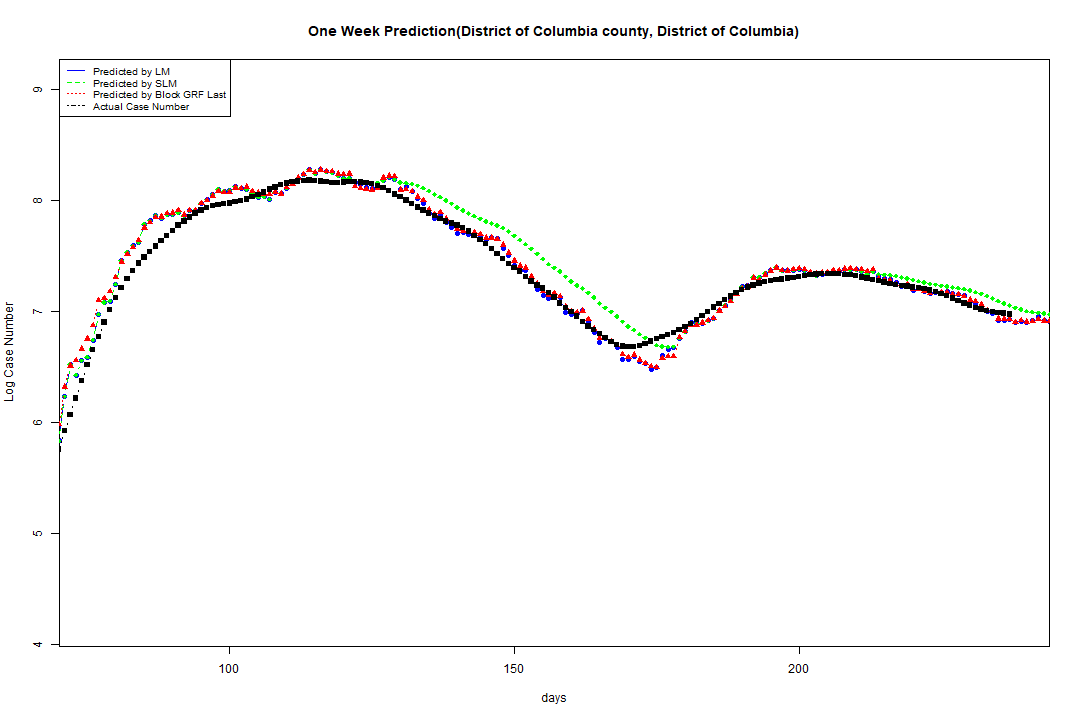 One Week Prediction(District of Columbia county, District of Columbia)
Predicted by LM
Predicted by SLM
Predicted by Block GRF Last
Actual Case Number
9
8
7
6
5
4
Log Case Number
100 150 200
days